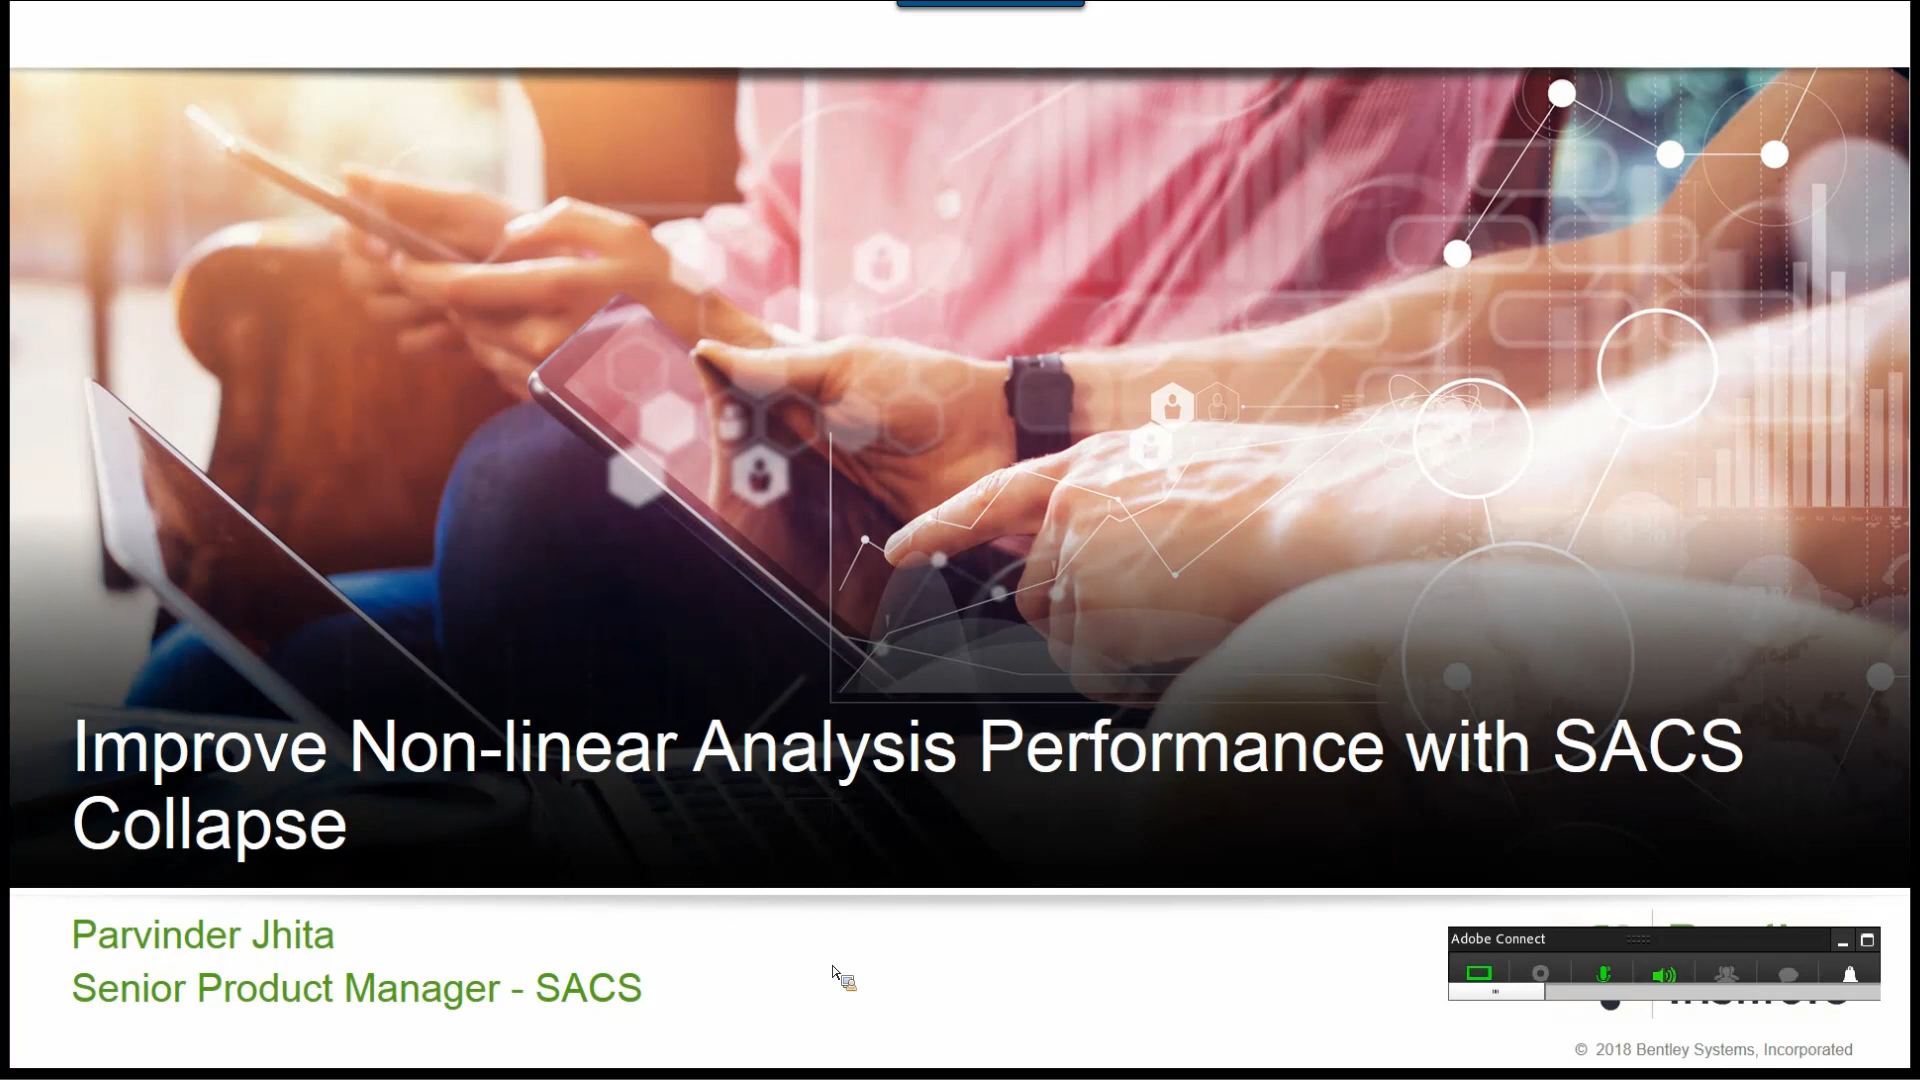 Improve Non-linear Analysis Performance with SACS
Collapse
Parvinder Jhita
Senior Product Manager - SACS
Adobe Connect
© 2018 Bentley Systems, Incorporated